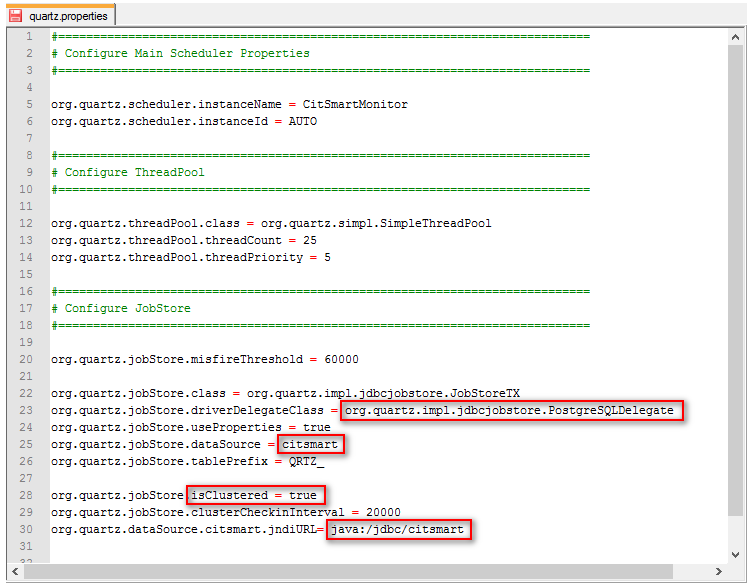 quartz.properties
1 #============================================================================
2 # Configure Main Scheduler Properties
3 #============================================================================
4
5 org.quartz.scheduler.instanceName = CitSmartMonitor
6 org.quartz.scheduler.instanceId = AUTO
7
8 #============================================================================
9 # Configure ThreadPool
10 #============================================================================
11
12 org.quartz.threadPool.class = org.quartz.simpl.SimpleThreadPool
13 org.quartz.threadPool.threadCount = 25
14 org.quartz.threadPool.threadPriority = 5
15
16 #============================================================================
17 # Configure JobStore
18 #============================================================================
19
20 org.quartz.jobStore.misfireThreshold = 60000
21
22 org.quartz.jobStore.class = org.quartz.impl.jdbcjobstore.JobStoreTX
23 org.quartz.jobStore.driverDelegateClass = org.quartz.impl.jdbcjobstore.PostgreSQLDelegate
24 org.quartz.jobStore.useProperties = true
25 org.quartz.jobStore.dataSource = citsmart
26 org.quartz.jobStore.tablePrefix = QRTZ_
27
28 org.quartz.jobStore.isClustered = true
29 org.quartz.jobStore.clusterCheckinInterval = 20000
30 org.quartz.dataSource.citsmart.jndiURL= java:/jdbc/citsmart
31
32